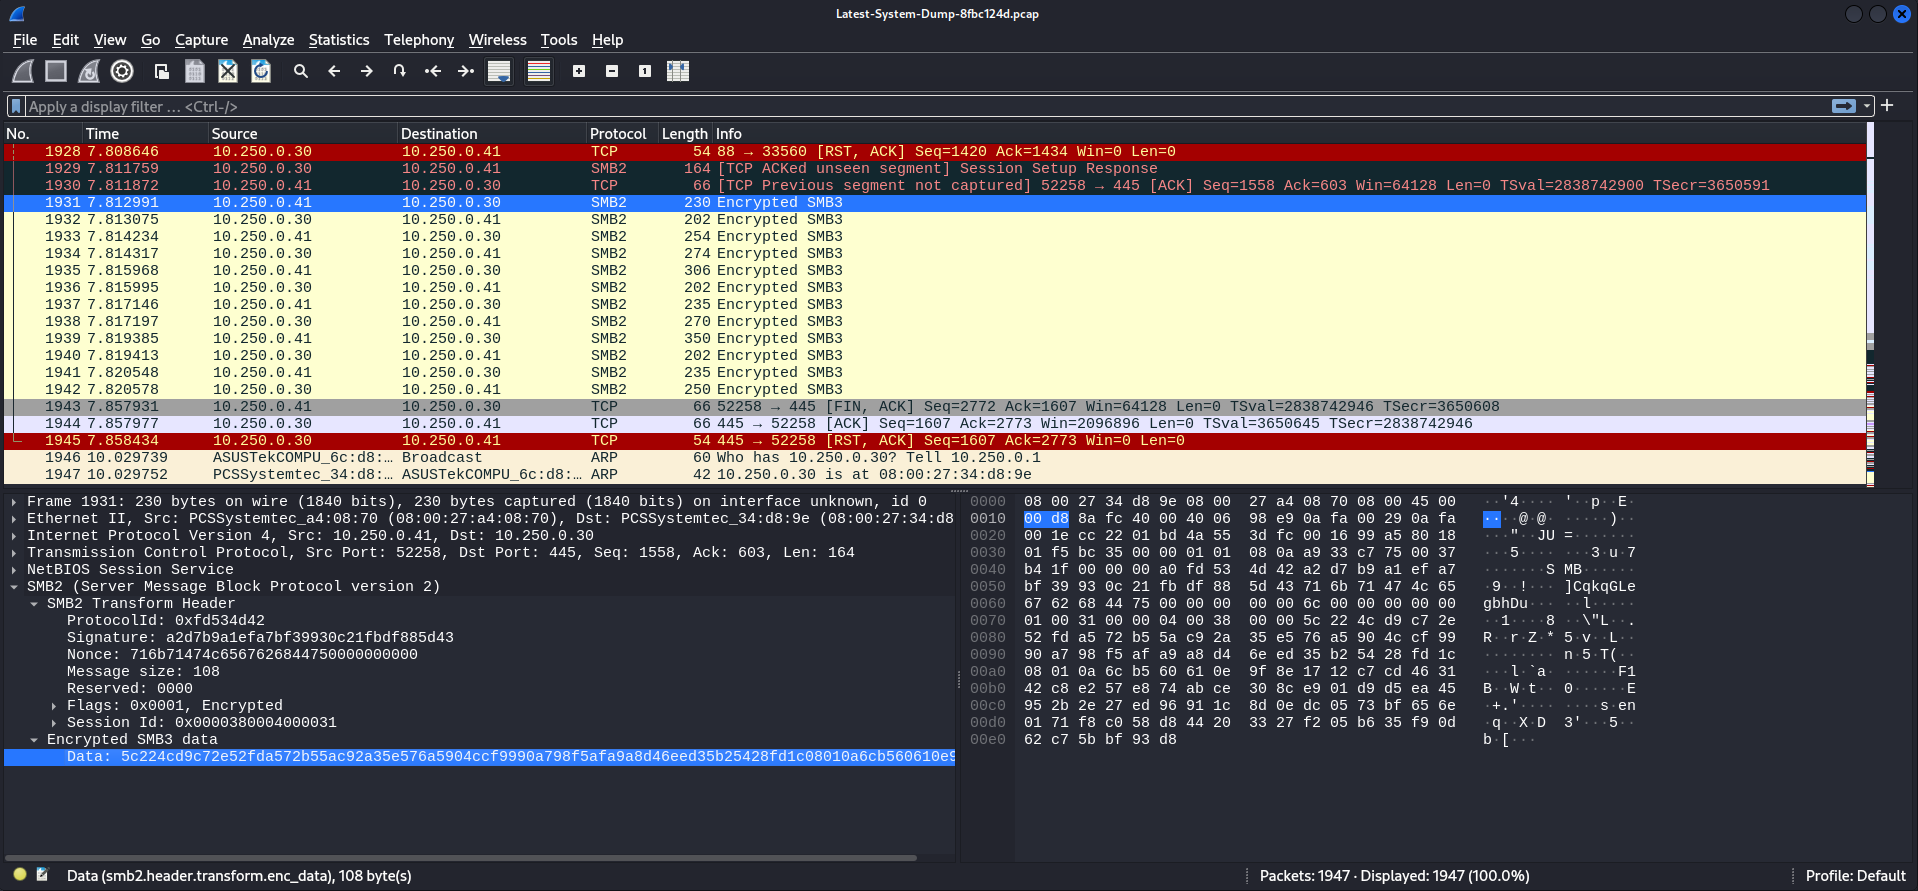 Latest-System-Dump-8fbc124d.pcap
File Edit View Go Capture Analyze Statistics Telephony Wireless Tools Help
Apply a display filter … <Ctrl-/>
No. Time Source Destination Protocol Length Info
1928 7.808646 10.250.0.30 10.250.0.41 TCP 54 88 → 33560 [RST, ACK] Seq=1420 Ack=1434 Win=0 Len=0
1929 7.811759 10.250.0.30 10.250.0.41 SMB2 164 [TCP ACKed unseen segment] Session Setup Response
1930 7.811872 10.250.0.41 10.250.0.30 TCP 66 [TCP Previous segment not captured] 52258 → 445 [ACK] Seq=1558 Ack=603 Win=64128 Len=0 TSval=2838742900 TSecr=3650591
1931 7.812991 10.250.0.41 10.250.0.30 SMB2 230 Encrypted SMB3
1932 7.813075 10.250.0.30 10.250.0.41 SMB2 202 Encrypted SMB3
1933 7.814234 10.250.0.41 10.250.0.30 SMB2 254 Encrypted SMB3
1934 7.814317 10.250.0.30 10.250.0.41 SMB2 274 Encrypted SMB3
1935 7.815968 10.250.0.41 10.250.0.30 SMB2 306 Encrypted SMB3
1936 7.815995 10.250.0.30 10.250.0.41 SMB2 202 Encrypted SMB3
1937 7.817146 10.250.0.41 10.250.0.30 SMB2 235 Encrypted SMB3
1938 7.817197 10.250.0.30 10.250.0.41 SMB2 270 Encrypted SMB3
1939 7.819385 10.250.0.41 10.250.0.30 SMB2 350 Encrypted SMB3
1940 7.819413 10.250.0.30 10.250.0.41 SMB2 202 Encrypted SMB3
1941 7.820548 10.250.0.41 10.250.0.30 SMB2 235 Encrypted SMB3
1942 7.820578 10.250.0.30 10.250.0.41 SMB2 250 Encrypted SMB3
1943 7.857931 10.250.0.41 10.250.0.30 TCP 66 52258 → 445 [FIN, ACK] Seq=2772 Ack=1607 Win=64128 Len=0 TSval=2838742946 TSecr=3650608
1944 7.857977 10.250.0.30 10.250.0.41 TCP 66 445 → 52258 [ACK] Seq=1607 Ack=2773 Win=2096896 Len=0 TSval=3650645 TSecr=2838742946
1945 7.858434 10.250.0.30 10.250.0.41 TCP 54 445 → 52258 [RST, ACK] Seq=1607 Ack=2773 Win=0 Len=0
1946 10.029739 ASUSTekCOMPU_6c:d8:… Broadcast ARP 60 Who has 10.250.0.30? Tell 10.250.0.1
1947 10.029752 PCSSystemtec_34:d8:… ASUSTekCOMPU_6c:d8:… ARP 42 10.250.0.30 is at 08:00:27:34:d8:9e
Frame 1931: 230 bytes on wire (1840 bits), 230 bytes captured (1840 bits) on interface unknown, id 0
Ethernet II, Src: PCSSystemtec_a4:08:70 (08:00:27:a4:08:70), Dst: PCSSystemtec_34:d8:9e (08:00:27:34:d8
Internet Protocol Version 4, Src: 10.250.0.41, Dst: 10.250.0.30
Transmission Control Protocol, Src Port: 52258, Dst Port: 445, Seq: 1558, Ack: 603, Len: 164
NetBIOS Session Service
SMB2 (Server Message Block Protocol version 2)
SMB2 Transform Header
ProtocolId: 0xfd534d42
Signature: a2d7b9a1efa7bf39930c21fbdf885d43
Nonce: 716b71474c6567626844750000000000
Message size: 108
Reserved: 0000
Flags: 0x0001, Encrypted
Session Id: 0x0000380004000031
Encrypted SMB3 data
Data: 5c224cd9c72e52fda572b55ac92a35e576a5904ccf9990a798f5afa9a8d46eed35b25428fd1c08010a6cb560610e9
0000 08 00 27 34 d8 9e 08 00 27 a4 08 70 08 00 45 00 ··'4···· '··p··E·
0010 00 d8 8a fc 40 00 40 06 98 e9 0a fa 00 29 0a fa ····@·@· ·····)··
0020 00 1e cc 22 01 bd 4a 55 3d fc 00 16 99 a5 80 18 ···"··JU =·······
0030 01 f5 bc 35 00 00 01 01 08 0a a9 33 c7 75 00 37 ···5···· ···3·u·7
0040 b4 1f 00 00 00 a0 fd 53 4d 42 a2 d7 b9 a1 ef a7 ·······S MB······
0050 bf 39 93 0c 21 fb df 88 5d 43 71 6b 71 47 4c 65 ·9··!··· ]CqkqGLe
0060 67 62 68 44 75 00 00 00 00 00 6c 00 00 00 00 00 gbhDu··· ··l·····
0070 01 00 31 00 00 04 00 38 00 00 5c 22 4c d9 c7 2e ··1····8 ··\"L··.
0080 52 fd a5 72 b5 5a c9 2a 35 e5 76 a5 90 4c cf 99 R··r·Z·* 5·v··L··
0090 90 a7 98 f5 af a9 a8 d4 6e ed 35 b2 54 28 fd 1c ········ n·5·T(··
00a0 08 01 0a 6c b5 60 61 0e 9f 8e 17 12 c7 cd 46 31 ···l·`a· ······F1
00b0 42 c8 e2 57 e8 74 ab ce 30 8c e9 01 d9 d5 ea 45 B··W·t·· 0······E
00c0 95 2b 2e 27 ed 96 91 1c 8d 0e dc 05 73 bf 65 6e ·+.'···· ····s·en
00d0 01 71 f8 c0 58 d8 44 20 33 27 f2 05 b6 35 f9 0d ·q··X·D  3'···5··
00e0 62 c7 5b bf 93 d8 b·[···
Data (smb2.header.transform.enc_data), 108 byte(s)
Packets: 1947 · Displayed: 1947 (100.0%)
Profile: Default